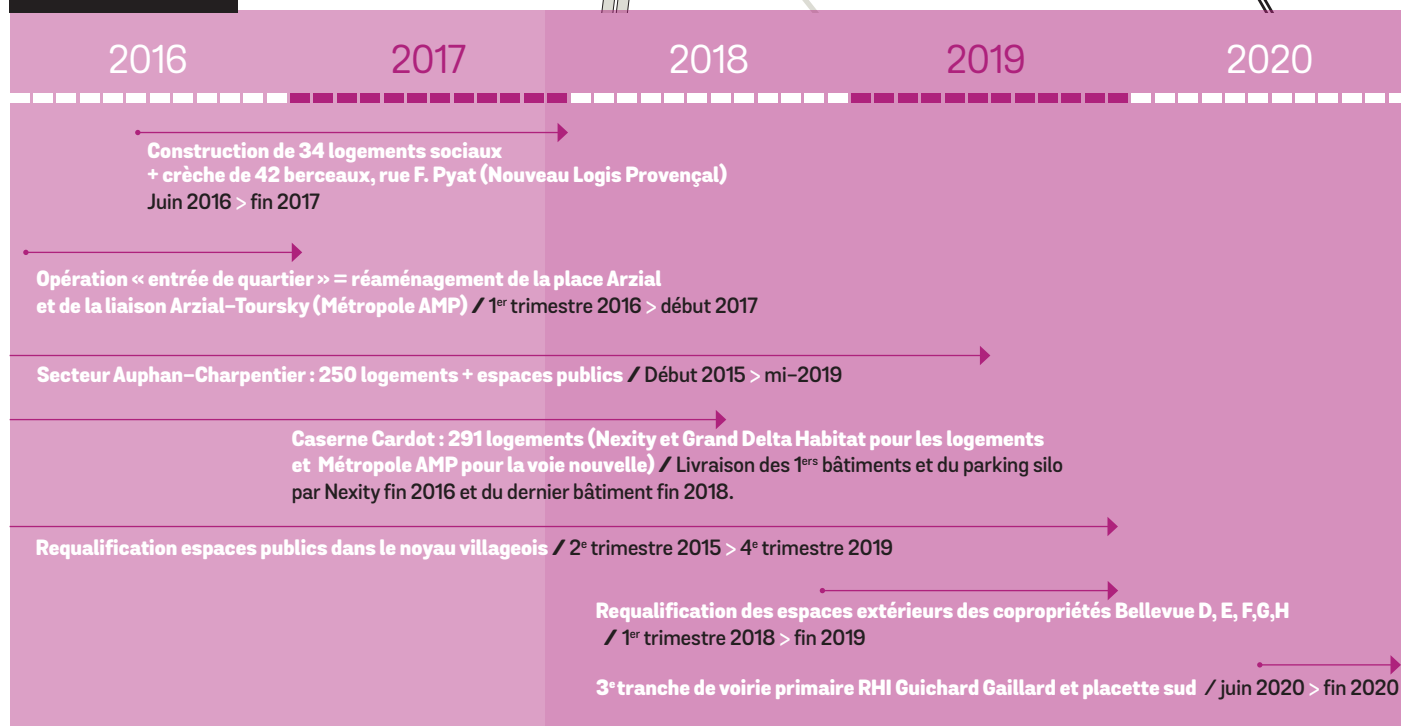 2016 2017 2018 2019 2020
Construction de 34 logements sociaux
+ crèche de 42 berceaux, rue F. Pyat (Nouveau Logis Provençal)
Juin 2016 > fin 2017
Opération « entrée de quartier » = réaménagement de la place Arzial
et de la liaison Arzial–Toursky (Métropole AMP) / 1er trimestre 2016 > début 2017
Secteur Auphan–Charpentier : 250 logements + espaces publics / Début 2015 > mi–2019
Caserne Cardot : 291 logements (Nexity et Grand Delta Habitat pour les logements
et Métropole AMP pour la voie nouvelle) / Livraison des 1ers bâtiments et du parking silo
par Nexity fin 2016 et du dernier bâtiment fin 2018.
Requalification espaces publics dans le noyau villageois / 2e trimestre 2015 > 4e trimestre 2019
Requalification des espaces extérieurs des copropriétés Bellevue D, E, F,G,H
/ 1er trimestre 2018 > fin 2019
3e tranche de voirie primaire RHI Guichard Gaillard et placette sud / juin 2020 > fin 2020